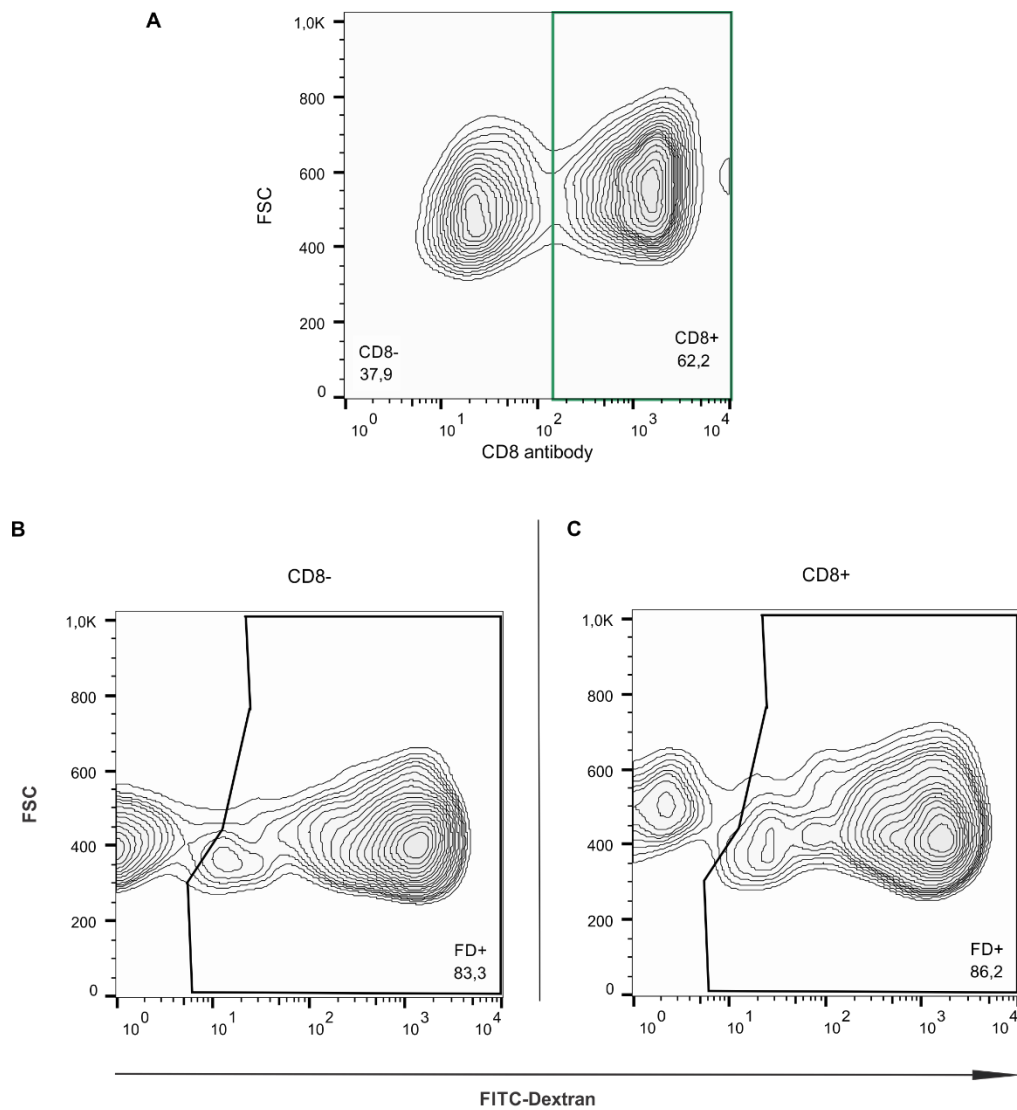 A
1,0K
800
600
400
200
0
FSC
CD8-
37,9
CD8+
62,2
10^0 10^1 10^2 10^3 10^4
CD8 antibody
B
CD8-
1,0K
800
600
400
200
0
FSC
FD+
83,3
10^0 10^1 10^2 10^3 10^4
C
CD8+
1,0K
800
600
400
200
0
FD+
86,2
10^0 10^1 10^2 10^3 10^4
FITC-Dextran